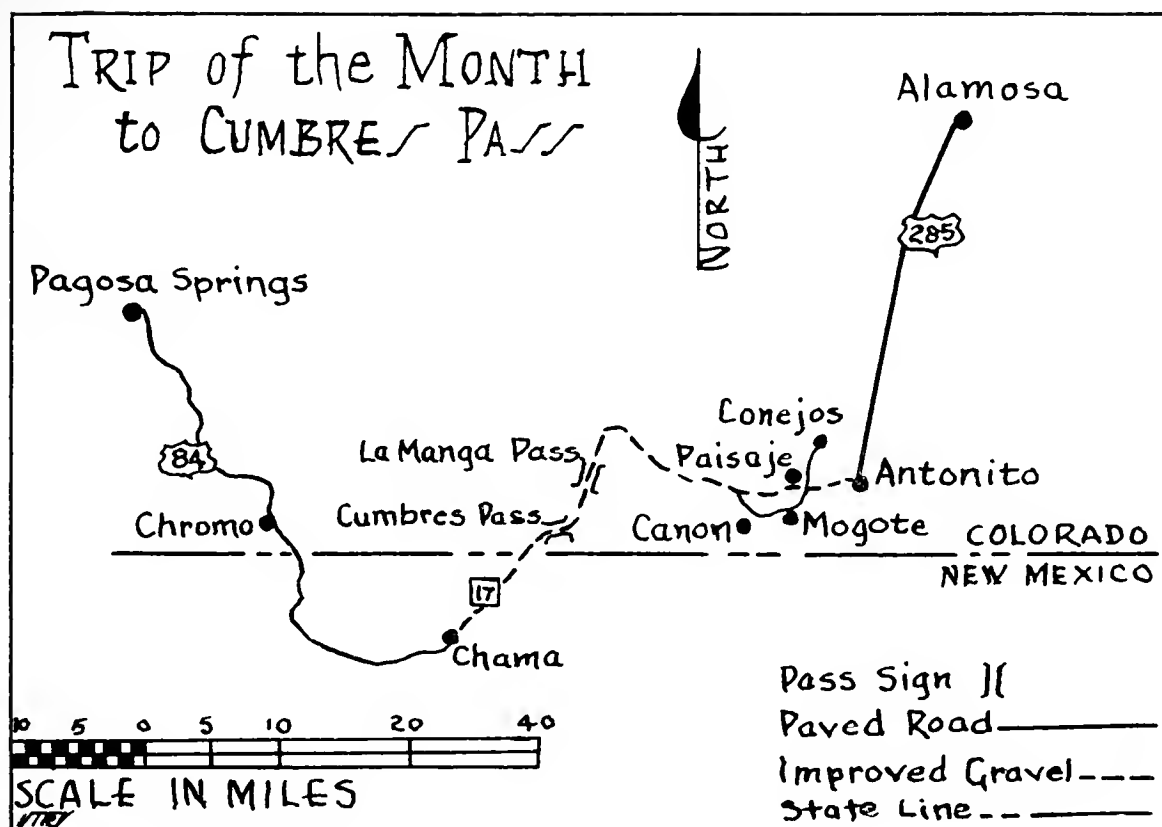 TRIP of the MONTH
to CUMBRES PASS
NORTH
Alamosa
285
Pagosa Springs
84
Conejos
La Manga Pass
Paisaje
Antonito
Cumbres Pass
Chromo
Canon
Mogote
COLORADO
NEW MEXICO
17
Chama
Pass Sign ][
Paved Road
Improved Gravel
State Line
10 5 0 5 10 20 40
SCALE IN MILES